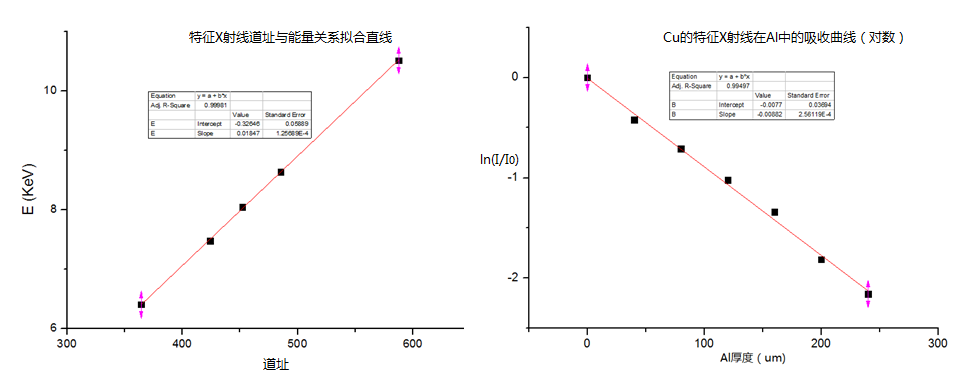 特征X射线道址与能量关系拟合直线
Equation y = a + b*x
Adj. R-Square 0.99981
Value Standard Error
E Intercept -0.32646 0.05889
E Slope 0.01847 1.25689E-4
10
8
6
E (KeV)
300 400 500 600
道址
Cu的特征X射线在Al中的吸收曲线（对数）
Equation y = a + b*x
Adj. R-Square 0.99497
Value Standard Error
B Intercept -0.0077 0.03694
B Slope -0.00882 2.56119E-4
0
-1
-2
ln(I/I0)
0 100 200 300
Al厚度（um)